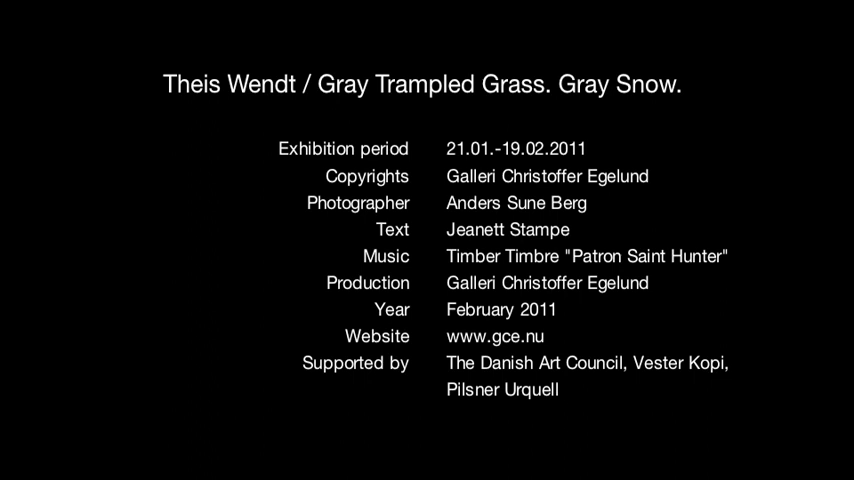 Theis Wendt / Gray Trampled Grass. Gray Snow.
Exhibition period 21.01.-19.02.2011
Copyrights Galleri Christoffer Egelund
Photographer Anders Sune Berg
Text Jeanett Stampe
Music Timber Timbre "Patron Saint Hunter"
Production Galleri Christoffer Egelund
Year February 2011
Website www.gce.nu
Supported by The Danish Art Council, Vester Kopi,
Pilsner Urquell